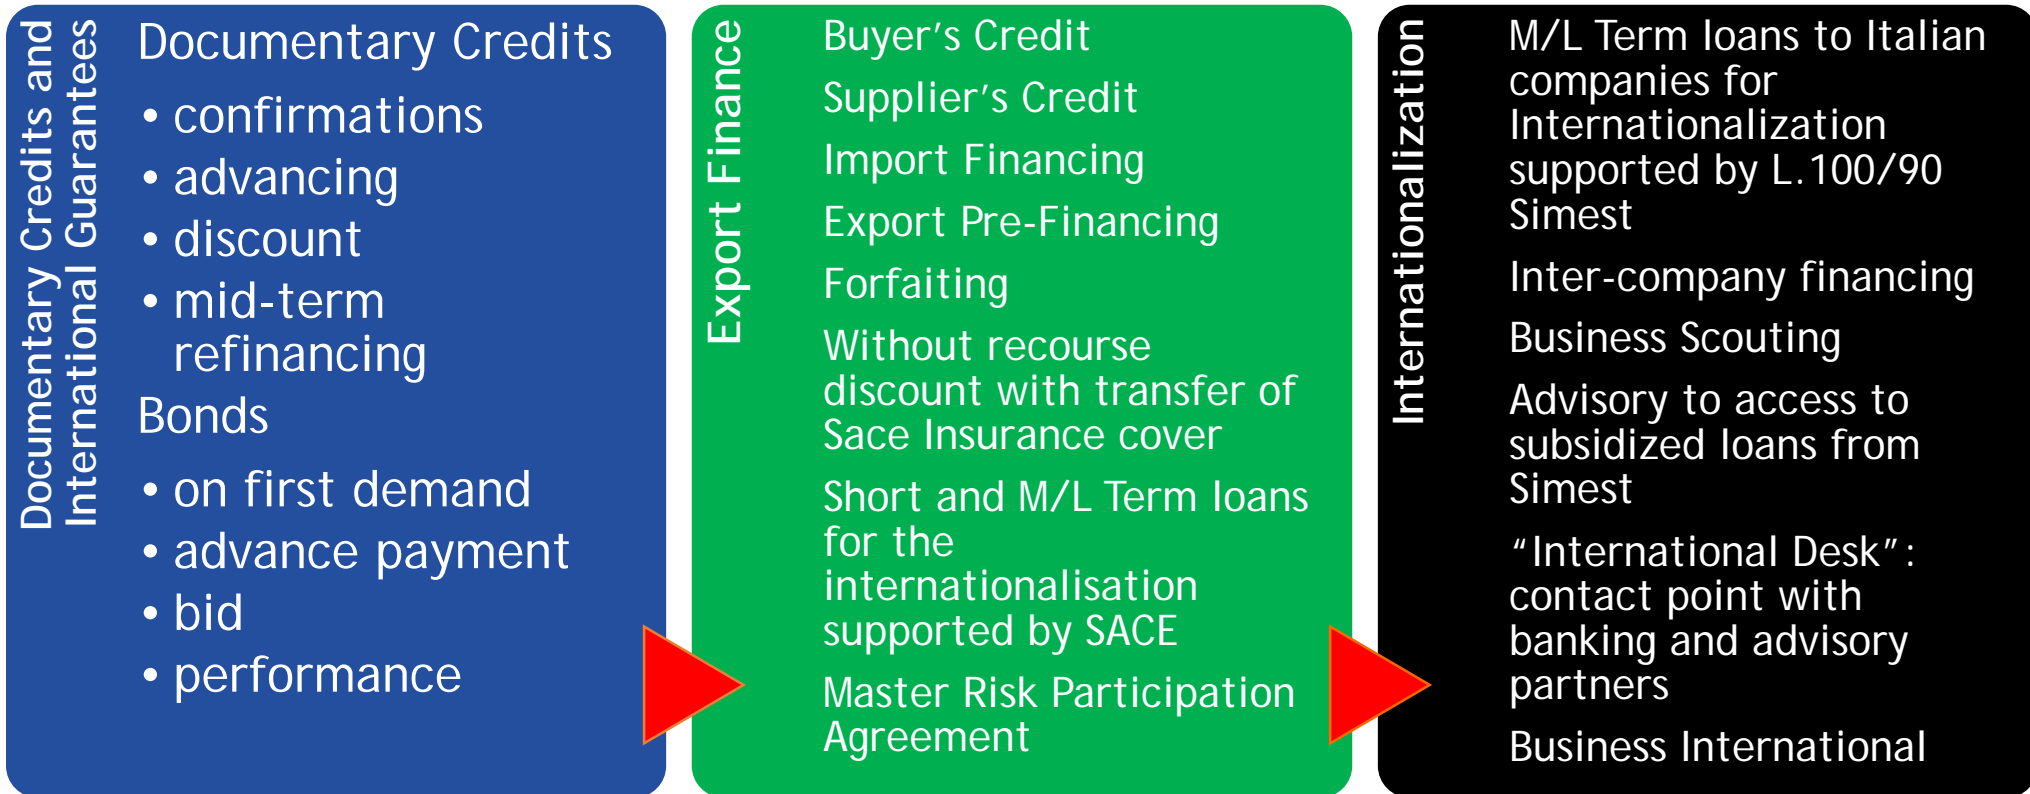 Documentary Credits and
International Guarantees
Documentary Credits
• confirmations
• advancing
• discount
• mid-term
refinancing
Bonds
• on first demand
• advance payment
• bid
• performance
Export Finance
Buyer's Credit
Supplier's Credit
Import Financing
Export Pre-Financing
Forfaiting
Without recourse
discount with transfer of
Sace Insurance cover
Short and M/L Term loans
for the
internationalisation
supported by SACE
Master Risk Participation
Agreement
Internationalization
M/L Term loans to Italian
companies for
Internationalization
supported by L.100/90
Simest
Inter-company financing
Business Scouting
Advisory to access to
subsidized loans from
Simest
“International Desk”:
contact point with
banking and advisory
partners
Business International